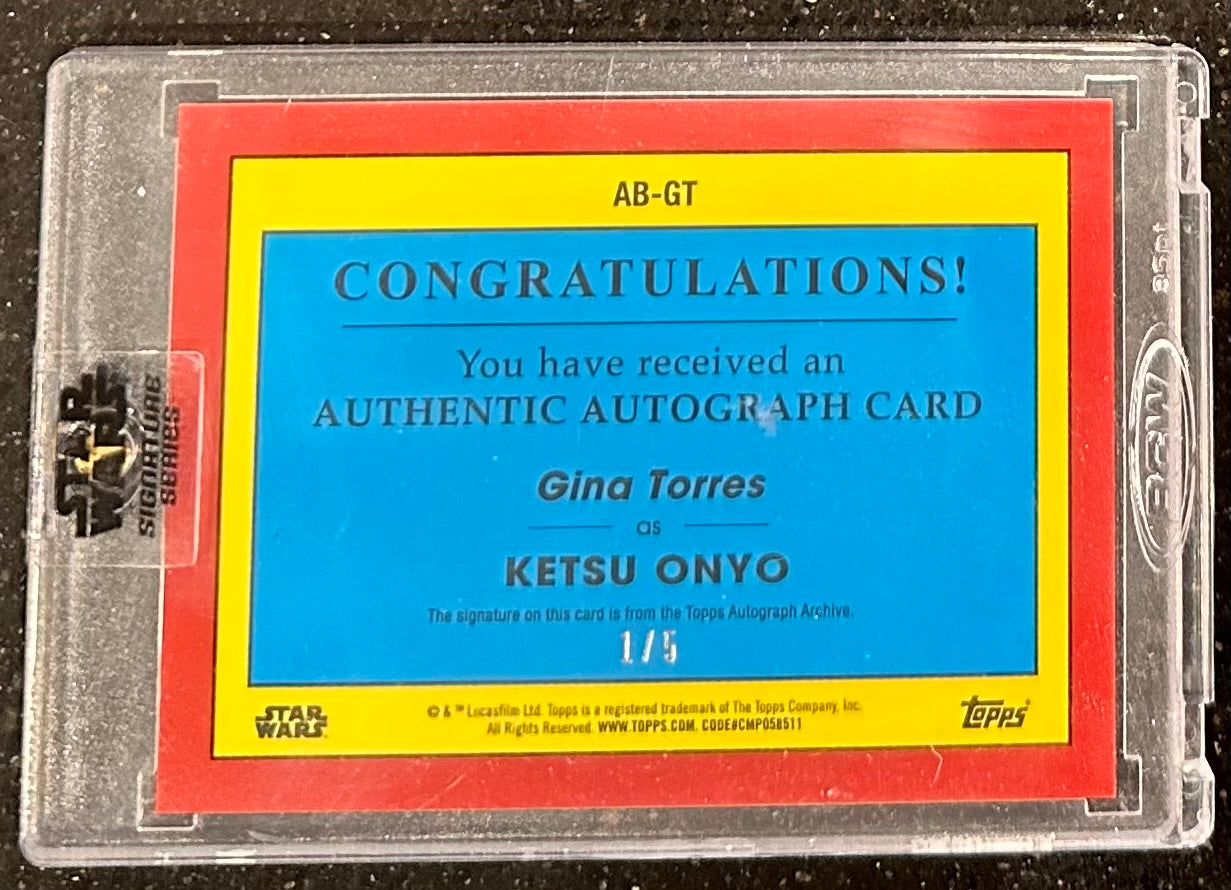 AB-GT
CONGRATULATIONS!
You have received an
AUTHENTIC AUTOGRAPH CARD
Gina Torres
as
KETSU ONYO
The signature on this card is from the Topps Autograph Archive.
1/5
STAR
WARS
© & ™ Lucasfilm Ltd. Topps is a registered trademark of The Topps Company, Inc.
All Rights Reserved. WWW.TOPPS.COM. CODE#CMP058511
topps
STAR
WARS
SIGNATURE
SERIES
35pt
BCW